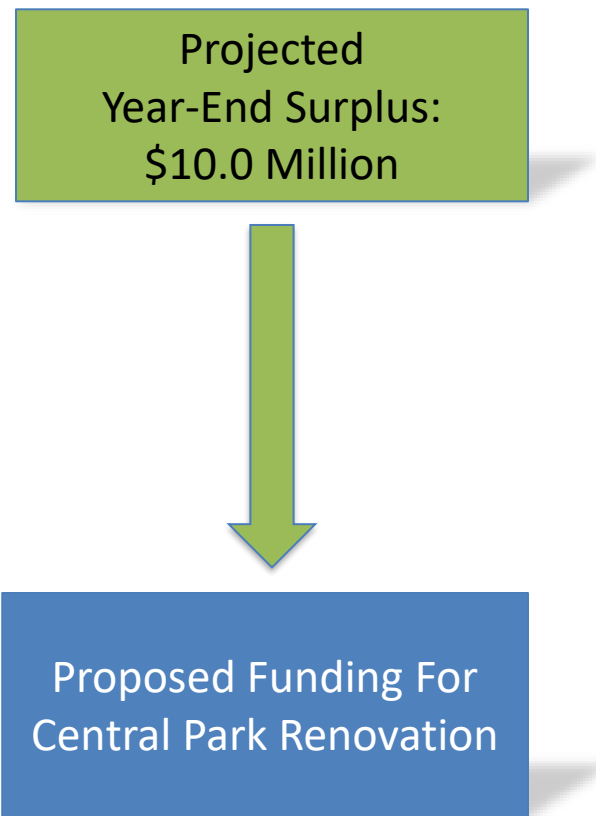 Projected
Year-End Surplus:
$10.0 Million
Proposed Funding For
Central Park Renovation